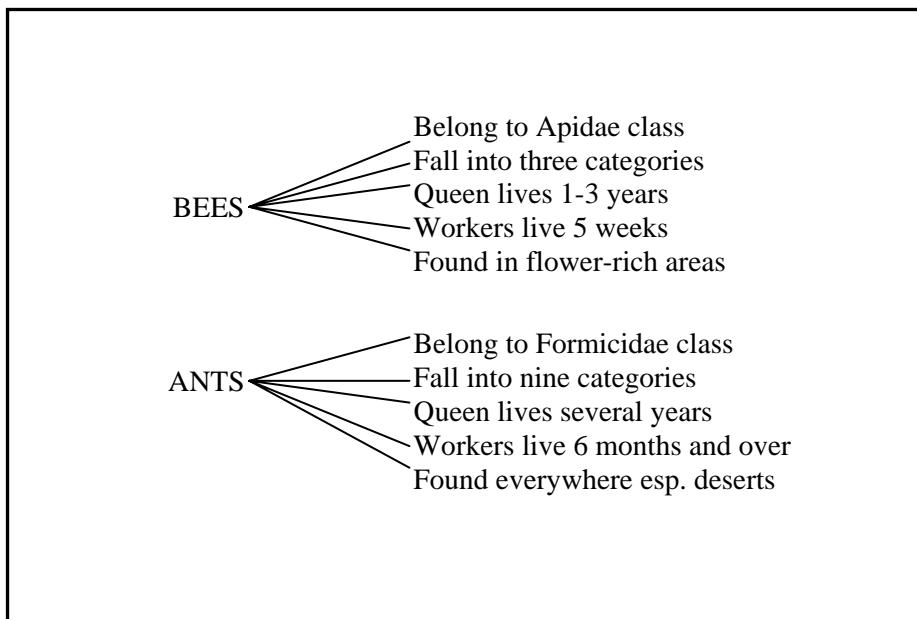 Belong to Apidae class
Fall into three categories
Queen lives 1-3 years
BEES
Workers live 5 weeks
Found in flower-rich areas
Belong to Formicidae class
ANTS
Fall into nine categories
Queen lives several years
Workers live 6 months and over
Found everywhere esp. deserts